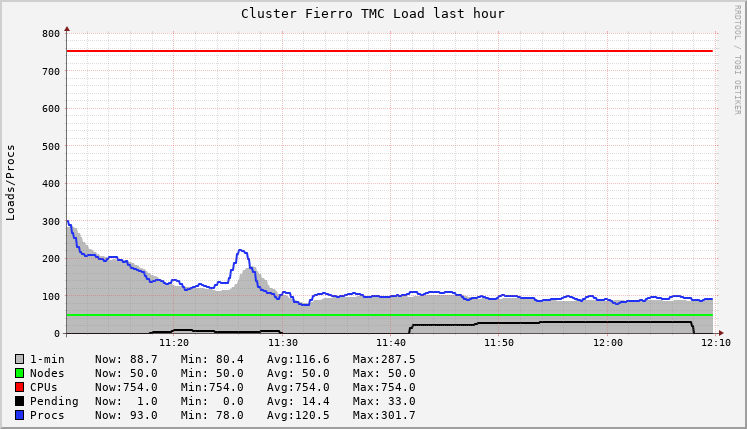 Cluster Fierro TMC Load last hour
RRDTOOL / TOBI OETIKER
Loads/Procs
800
700
600
500
400
300
200
100
0
11:20 11:30 11:40 11:50 12:00 12:10
1-min Now: 88.7 Min: 80.4 Avg:116.6 Max:287.5
Nodes Now: 50.0 Min: 50.0 Avg: 50.0 Max: 50.0
CPUs Now:754.0 Min:754.0 Avg:754.0 Max:754.0
Pending Now: 1.0 Min: 0.0 Avg: 14.4 Max: 33.0
Procs Now: 93.0 Min: 78.0 Avg:120.5 Max:301.7